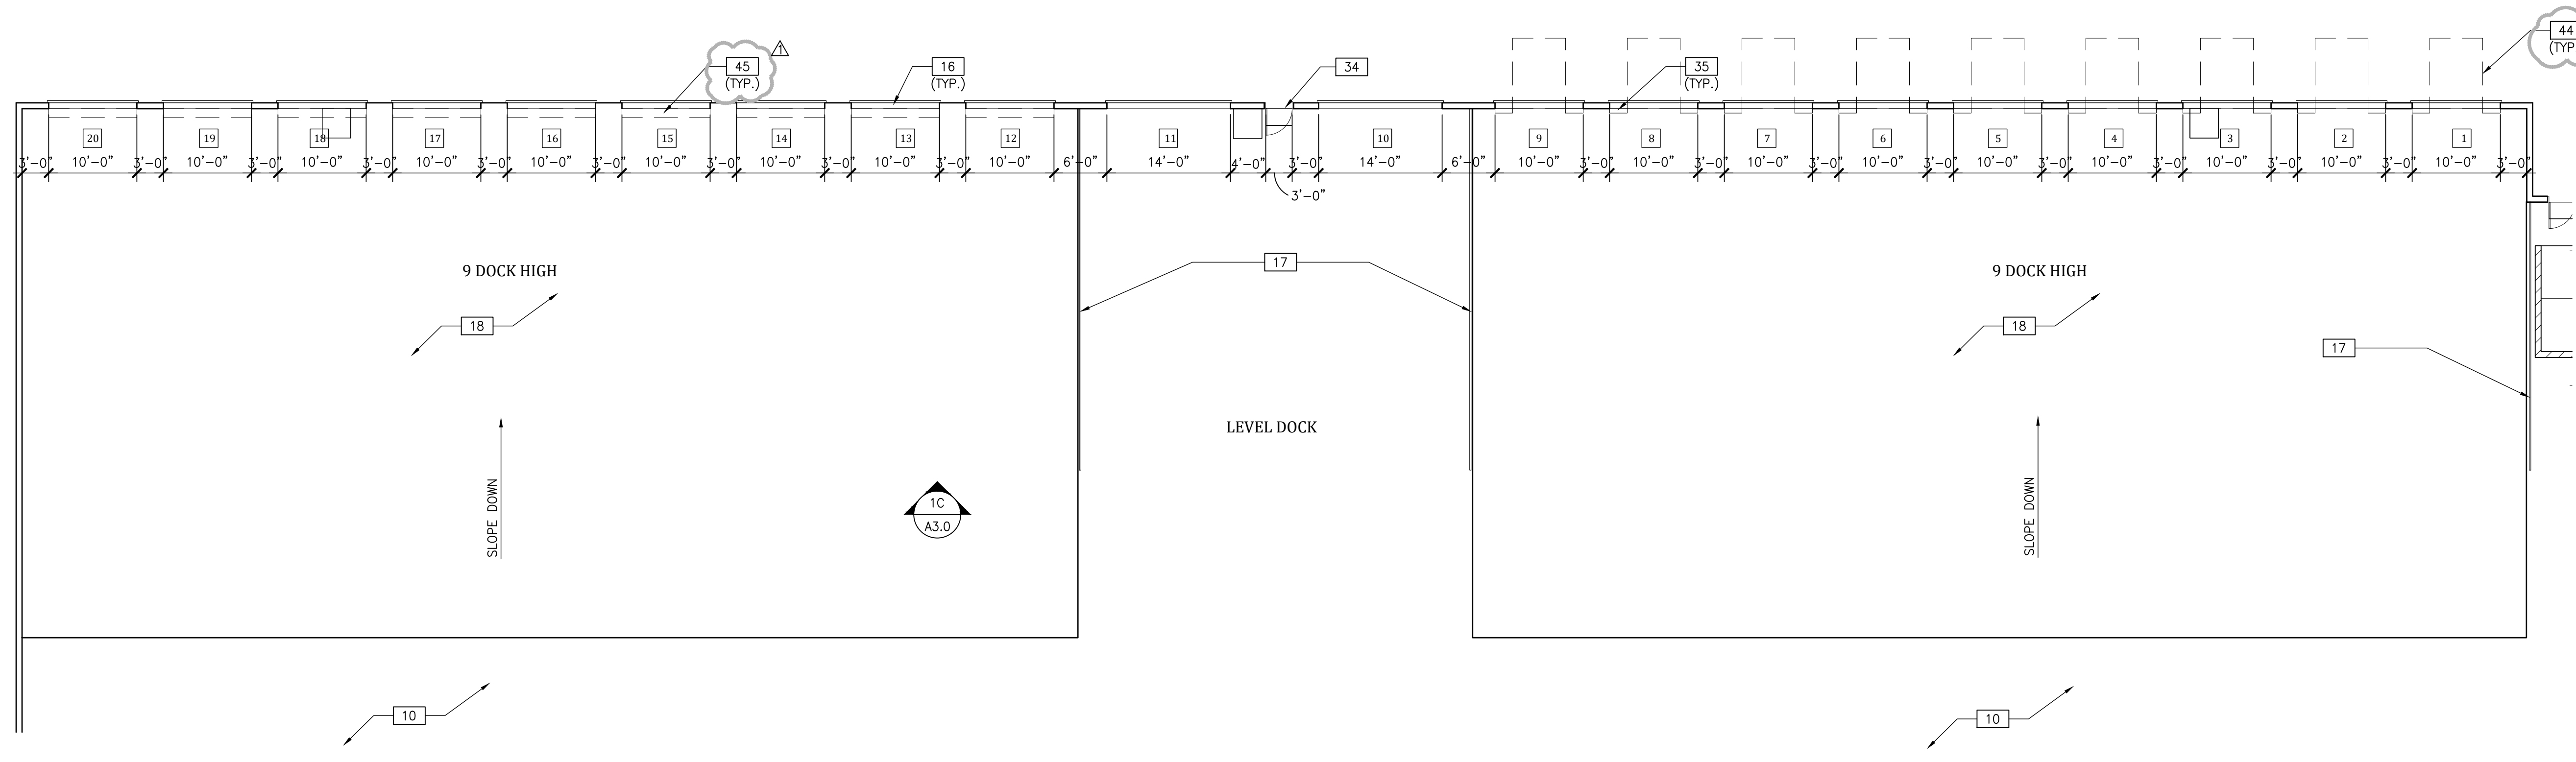 1
44
(TYP
45
(TYP.)
16
(TYP.)
34
35
(TYP.)
20 19 18 17 16 15 14 13 12 11 10 9 8 7 6 5 4 3 2 1
3'-0" 10'-0" 3'-0" 10'-0" 3'-0" 10'-0" 3'-0" 10'-0" 3'-0" 10'-0" 3'-0" 10'-0" 3'-0" 10'-0" 3'-0" 10'-0" 3'-0" 10'-0" 6'-0" 14'-0" 4'-0" 3'-0" 14'-0" 6'-0" 10'-0" 3'-0" 10'-0" 3'-0" 10'-0" 3'-0" 10'-0" 3'-0" 10'-0" 3'-0" 10'-0" 3'-0" 10'-0" 3'-0" 10'-0" 3'-0" 10'-0" 3'-0"
3'-0"
17
9 DOCK HIGH
9 DOCK HIGH
18
18
17
LEVEL DOCK
SLOPE DOWN
1C
A3.0
SLOPE DOWN
10
10